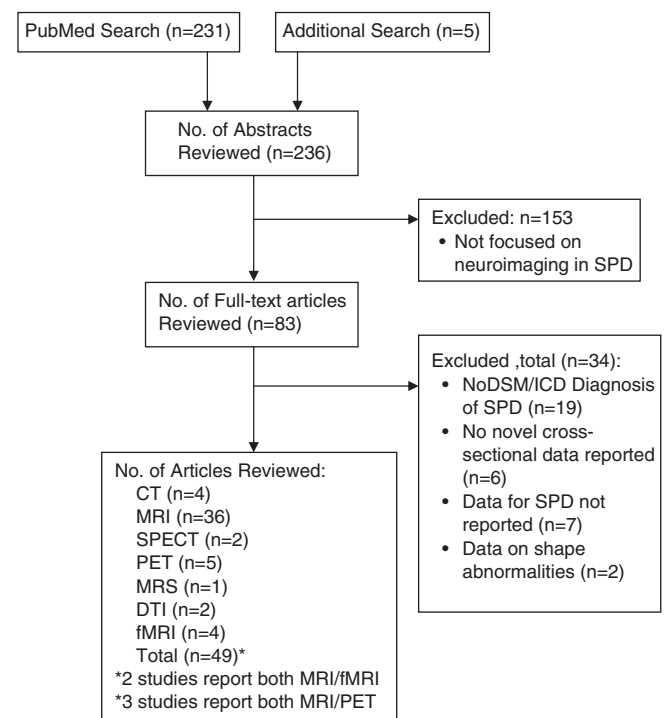 PubMed Search (n=231)
Additional Search (n=5)
No. of Abstracts
Reviewed (n=236)
Excluded: n=153
• Not focused on
neuroimaging in SPD
No. of Full-text articles
Reviewed (n=83)
Excluded ,total (n=34):
• NoDSM/ICD Diagnosis
of SPD (n=19)
• No novel cross-
sectional data reported
(n=6)
• Data for SPD not
reported (n=7)
• Data on shape
abnormalities (n=2)
No. of Articles Reviewed:
CT (n=4)
MRI (n=36)
SPECT (n=2)
PET (n=5)
MRS (n=1)
DTI (n=2)
fMRI (n=4)
Total (n=49)*
*2 studies report both MRI/fMRI
*3 studies report both MRI/PET